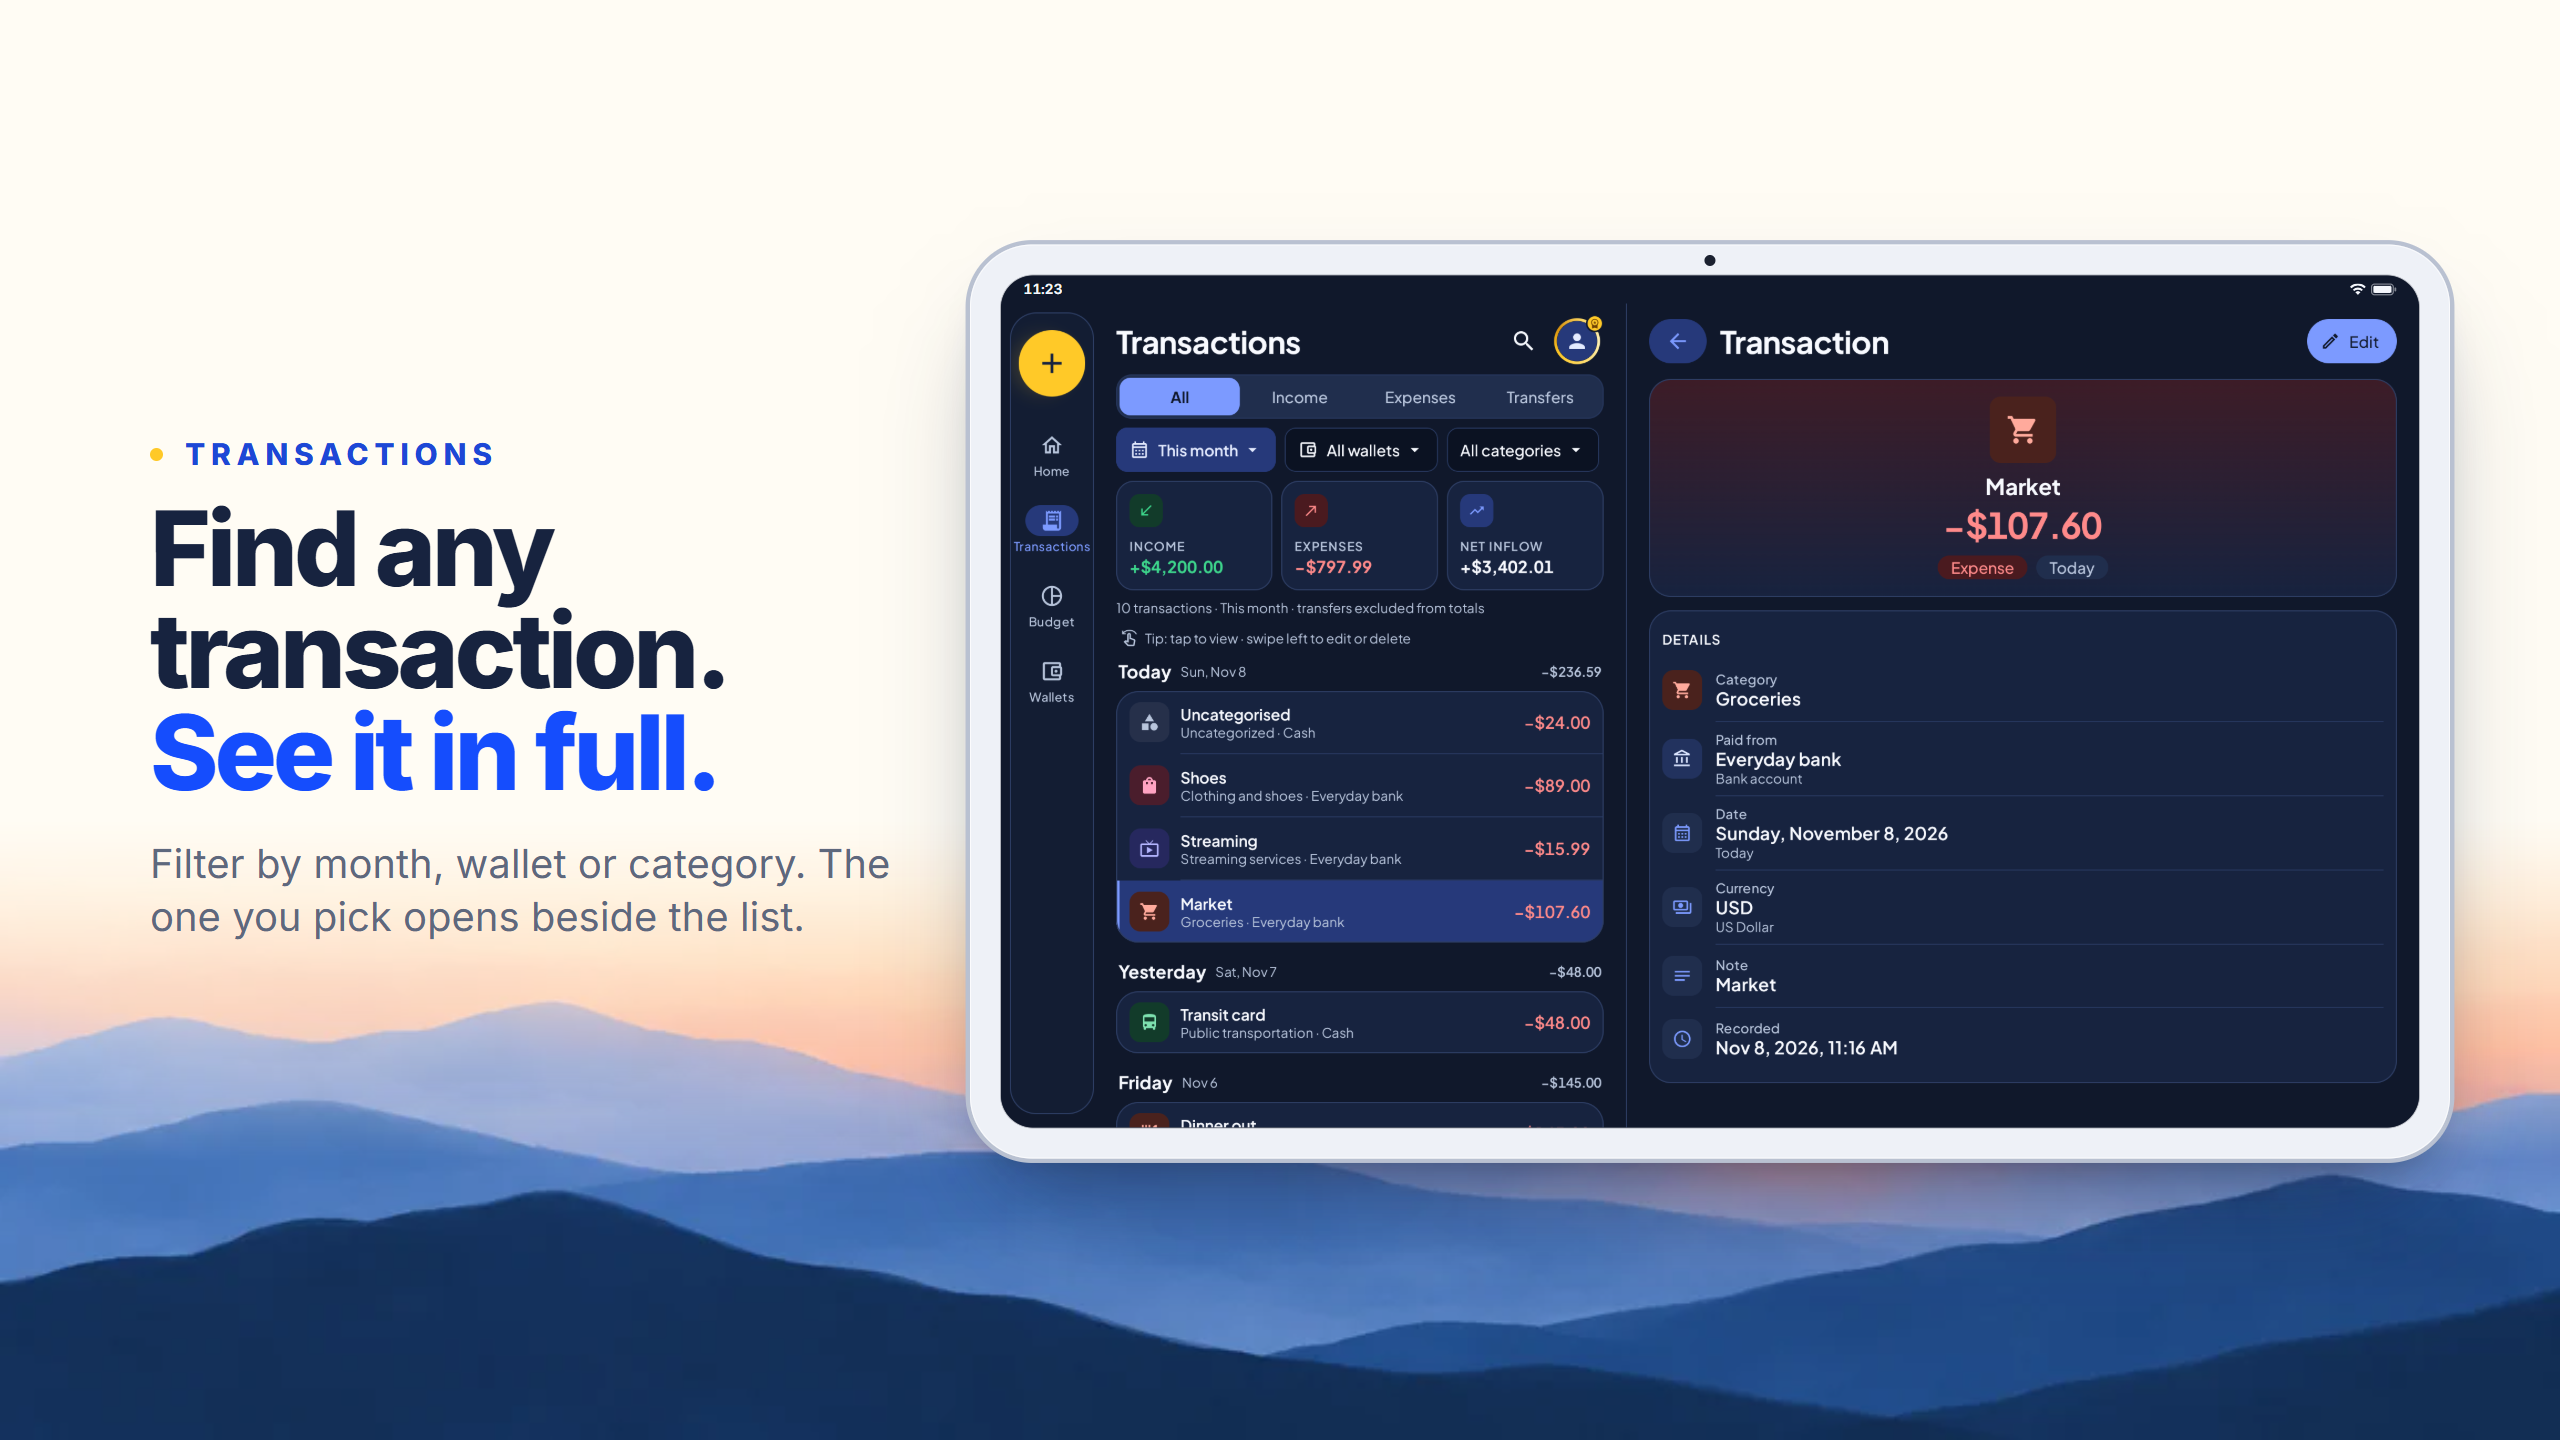 TRANSACTIONS
Find any
transaction.
See it in full.
Filter by month, wallet or category. The
one you pick opens beside the list.
11:23
Home
Transactions
Budget
Wallets
Transactions
All Income Expenses Transfers
This month All wallets All categories
INCOME
+$4,200.00
EXPENSES
-$797.99
NET INFLOW
+$3,402.01
10 transactions · This month · transfers excluded from totals
Tip: tap to view · swipe left to edit or delete
Today Sun, Nov 8 -$236.59
Uncategorised -$24.00
Uncategorized · Cash
Shoes -$89.00
Clothing and shoes · Everyday bank
Streaming -$15.99
Streaming services · Everyday bank
Market -$107.60
Groceries · Everyday bank
Yesterday Sat, Nov 7 -$48.00
Transit card -$48.00
Public transportation · Cash
Friday Nov 6 -$145.00
Dinner out
Transaction
Edit
Market
-$107.60
Expense Today
DETAILS
Category
Groceries
Paid from
Everyday bank
Bank account
Date
Sunday, November 8, 2026
Today
Currency
USD
US Dollar
Note
Market
Recorded
Nov 8, 2026, 11:16 AM